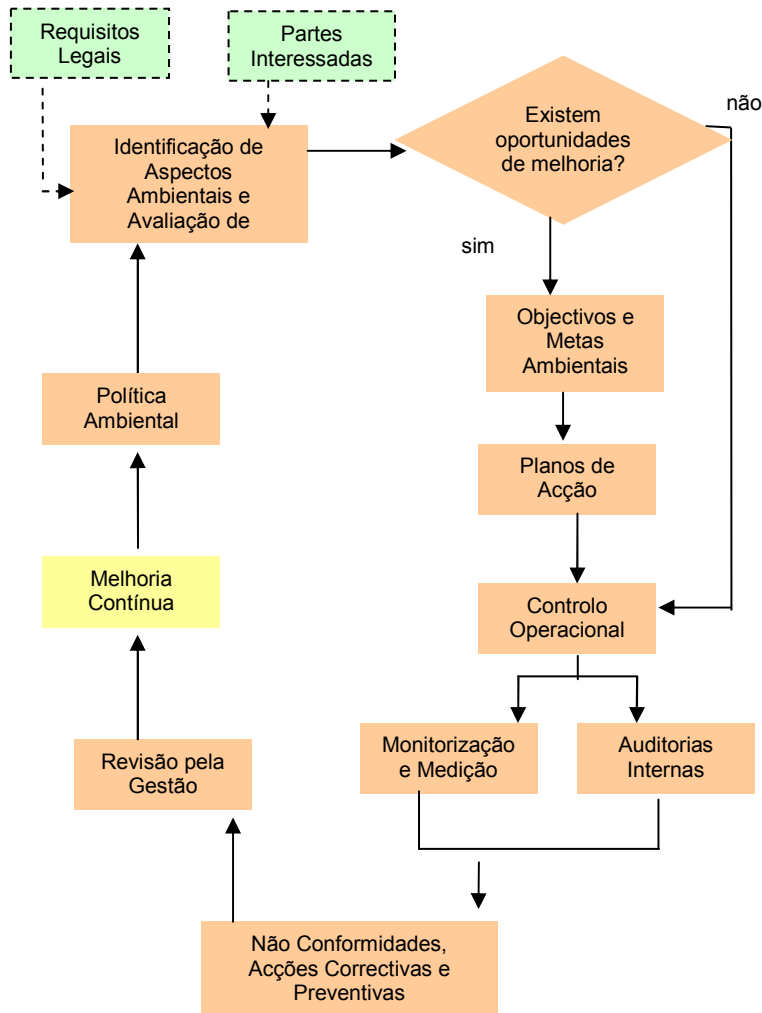 Requisitos
Legais
Partes
Interessadas
Identificação de
Aspectos
Ambientais e
Avaliação de
Existem
oportunidades
de melhoria?
não
sim
Objectivos e
Metas
Ambientais
Política
Ambiental
Planos de
Acção
Melhoria
Contínua
Controlo
Operacional
Monitorização
e Medição
Auditorias
Internas
Revisão pela
Gestão
Não Conformidades,
Acções Correctivas e
Preventivas